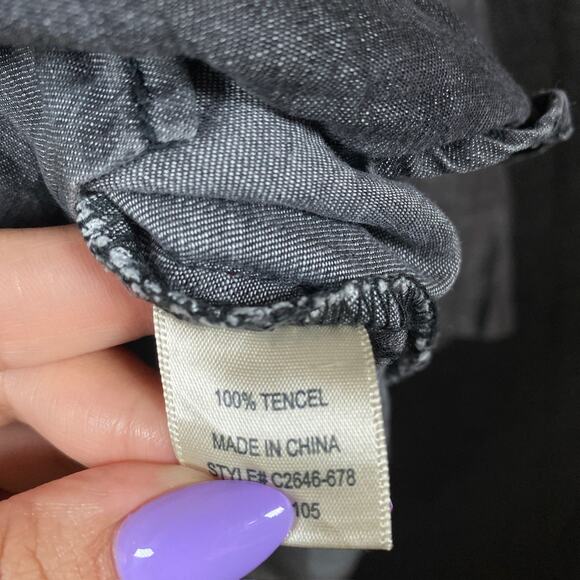 100% TENCEL
MADE IN CHINA
STYLE# C2646-678
105